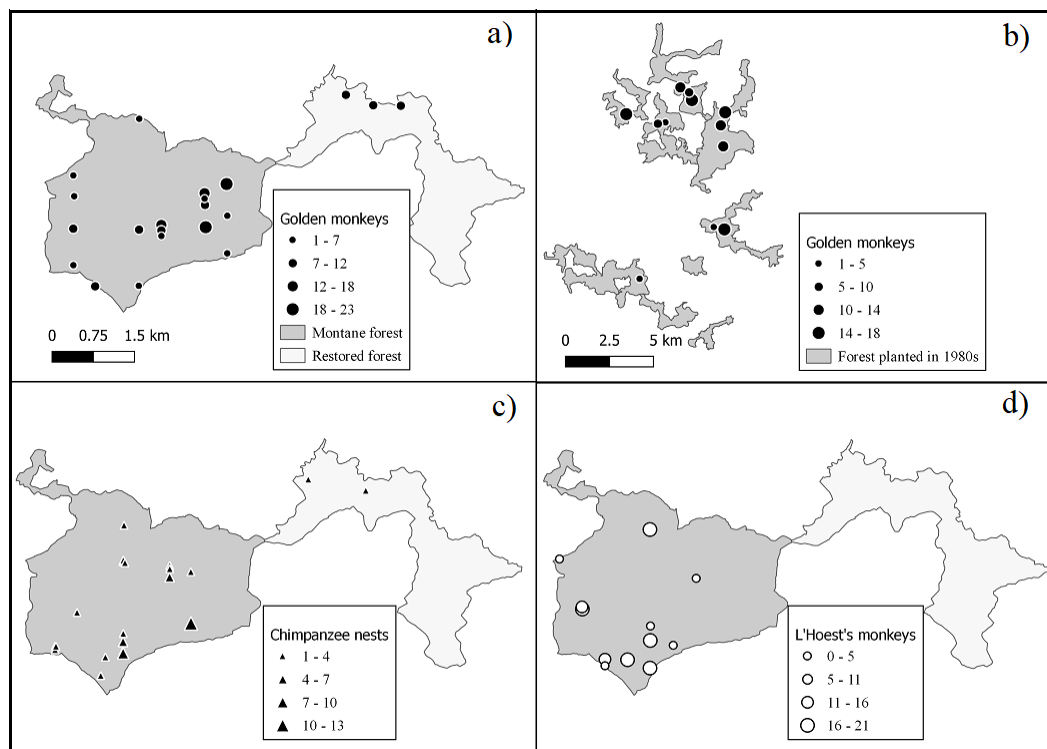 a)
Golden monkeys
1 - 7
7 - 12
12 - 18
18 - 23
Montane forest
Restored forest
0 0.75 1.5 km
b)
Golden monkeys
1 - 5
5 - 10
10 - 14
14 - 18
Forest planted in 1980s
0 2.5 5 km
c)
Chimpanzee nests
1 - 4
4 - 7
7 - 10
10 - 13
d)
L'Hoest's monkeys
0 - 5
5 - 11
11 - 16
16 - 21